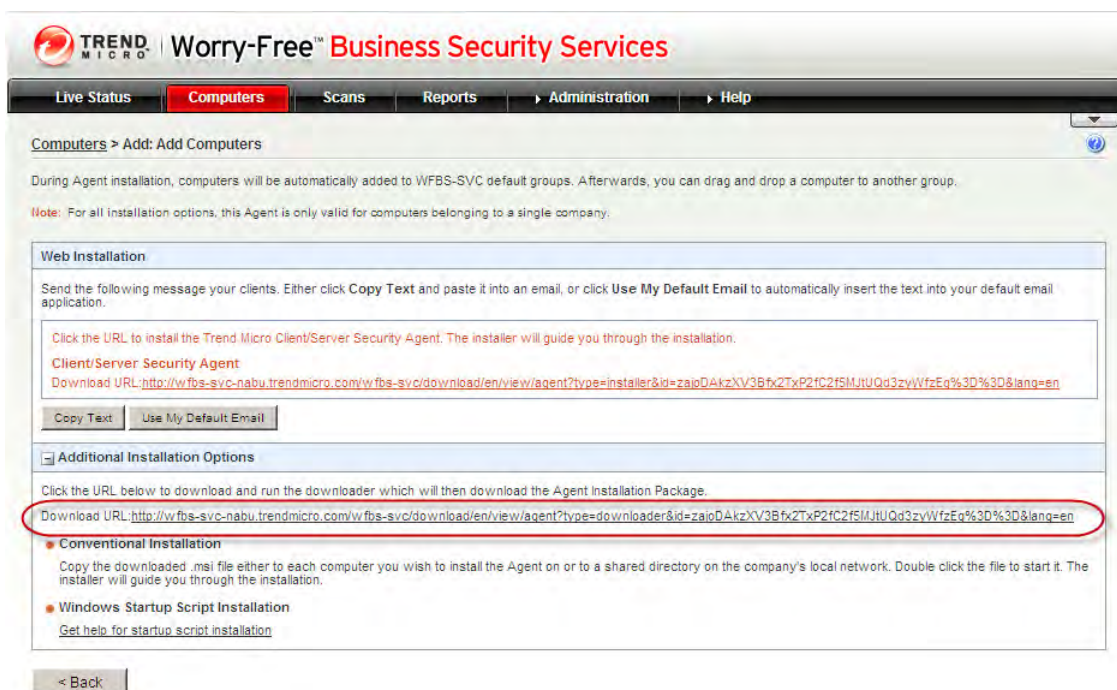 TREND MICRO Worry-Free™ Business Security Services
Live Status Computers Scans Reports Administration Help
Computers > Add: Add Computers
During Agent installation, computers will be automatically added to WFBS-SVC default groups. Afterwards, you can drag and drop a computer to another group.
Note: For all installation options, this Agent is only valid for computers belonging to a single company.
Web Installation
Send the following message your clients. Either click Copy Text and paste it into an email, or click Use My Default Email to automatically insert the text into your default email
application.
Click the URL to install the Trend Micro Client/Server Security Agent. The installer will guide you through the installation.
Client/Server Security Agent
Download URL:http://wfbs-svc-nabu.trendmicro.com/wfbs-svc/download/en/view/agent?type=installer&id=zajoDAkzXV3Bfx2TxP2fC2f5MJtUQd3zyWfzEg%3D%3D&lang=en
Copy Text Use My Default Email
Additional Installation Options
Click the URL below to download and run the downloader which will then download the Agent Installation Package.
Download URL:http://wfbs-svc-nabu.trendmicro.com/wfbs-svc/download/en/view/agent?type=downloader&id=zajoDAkzXV3Bfx2TxP2fC2f5MJtUQd3zyWfzEg%3D%3D&lang=en
Conventional Installation
Copy the downloaded .msi file either to each computer you wish to install the Agent on or to a shared directory on the company's local network. Double click the file to start it. The
installer will guide you through the installation.
Windows Startup Script Installation
Get help for startup script installation
< Back